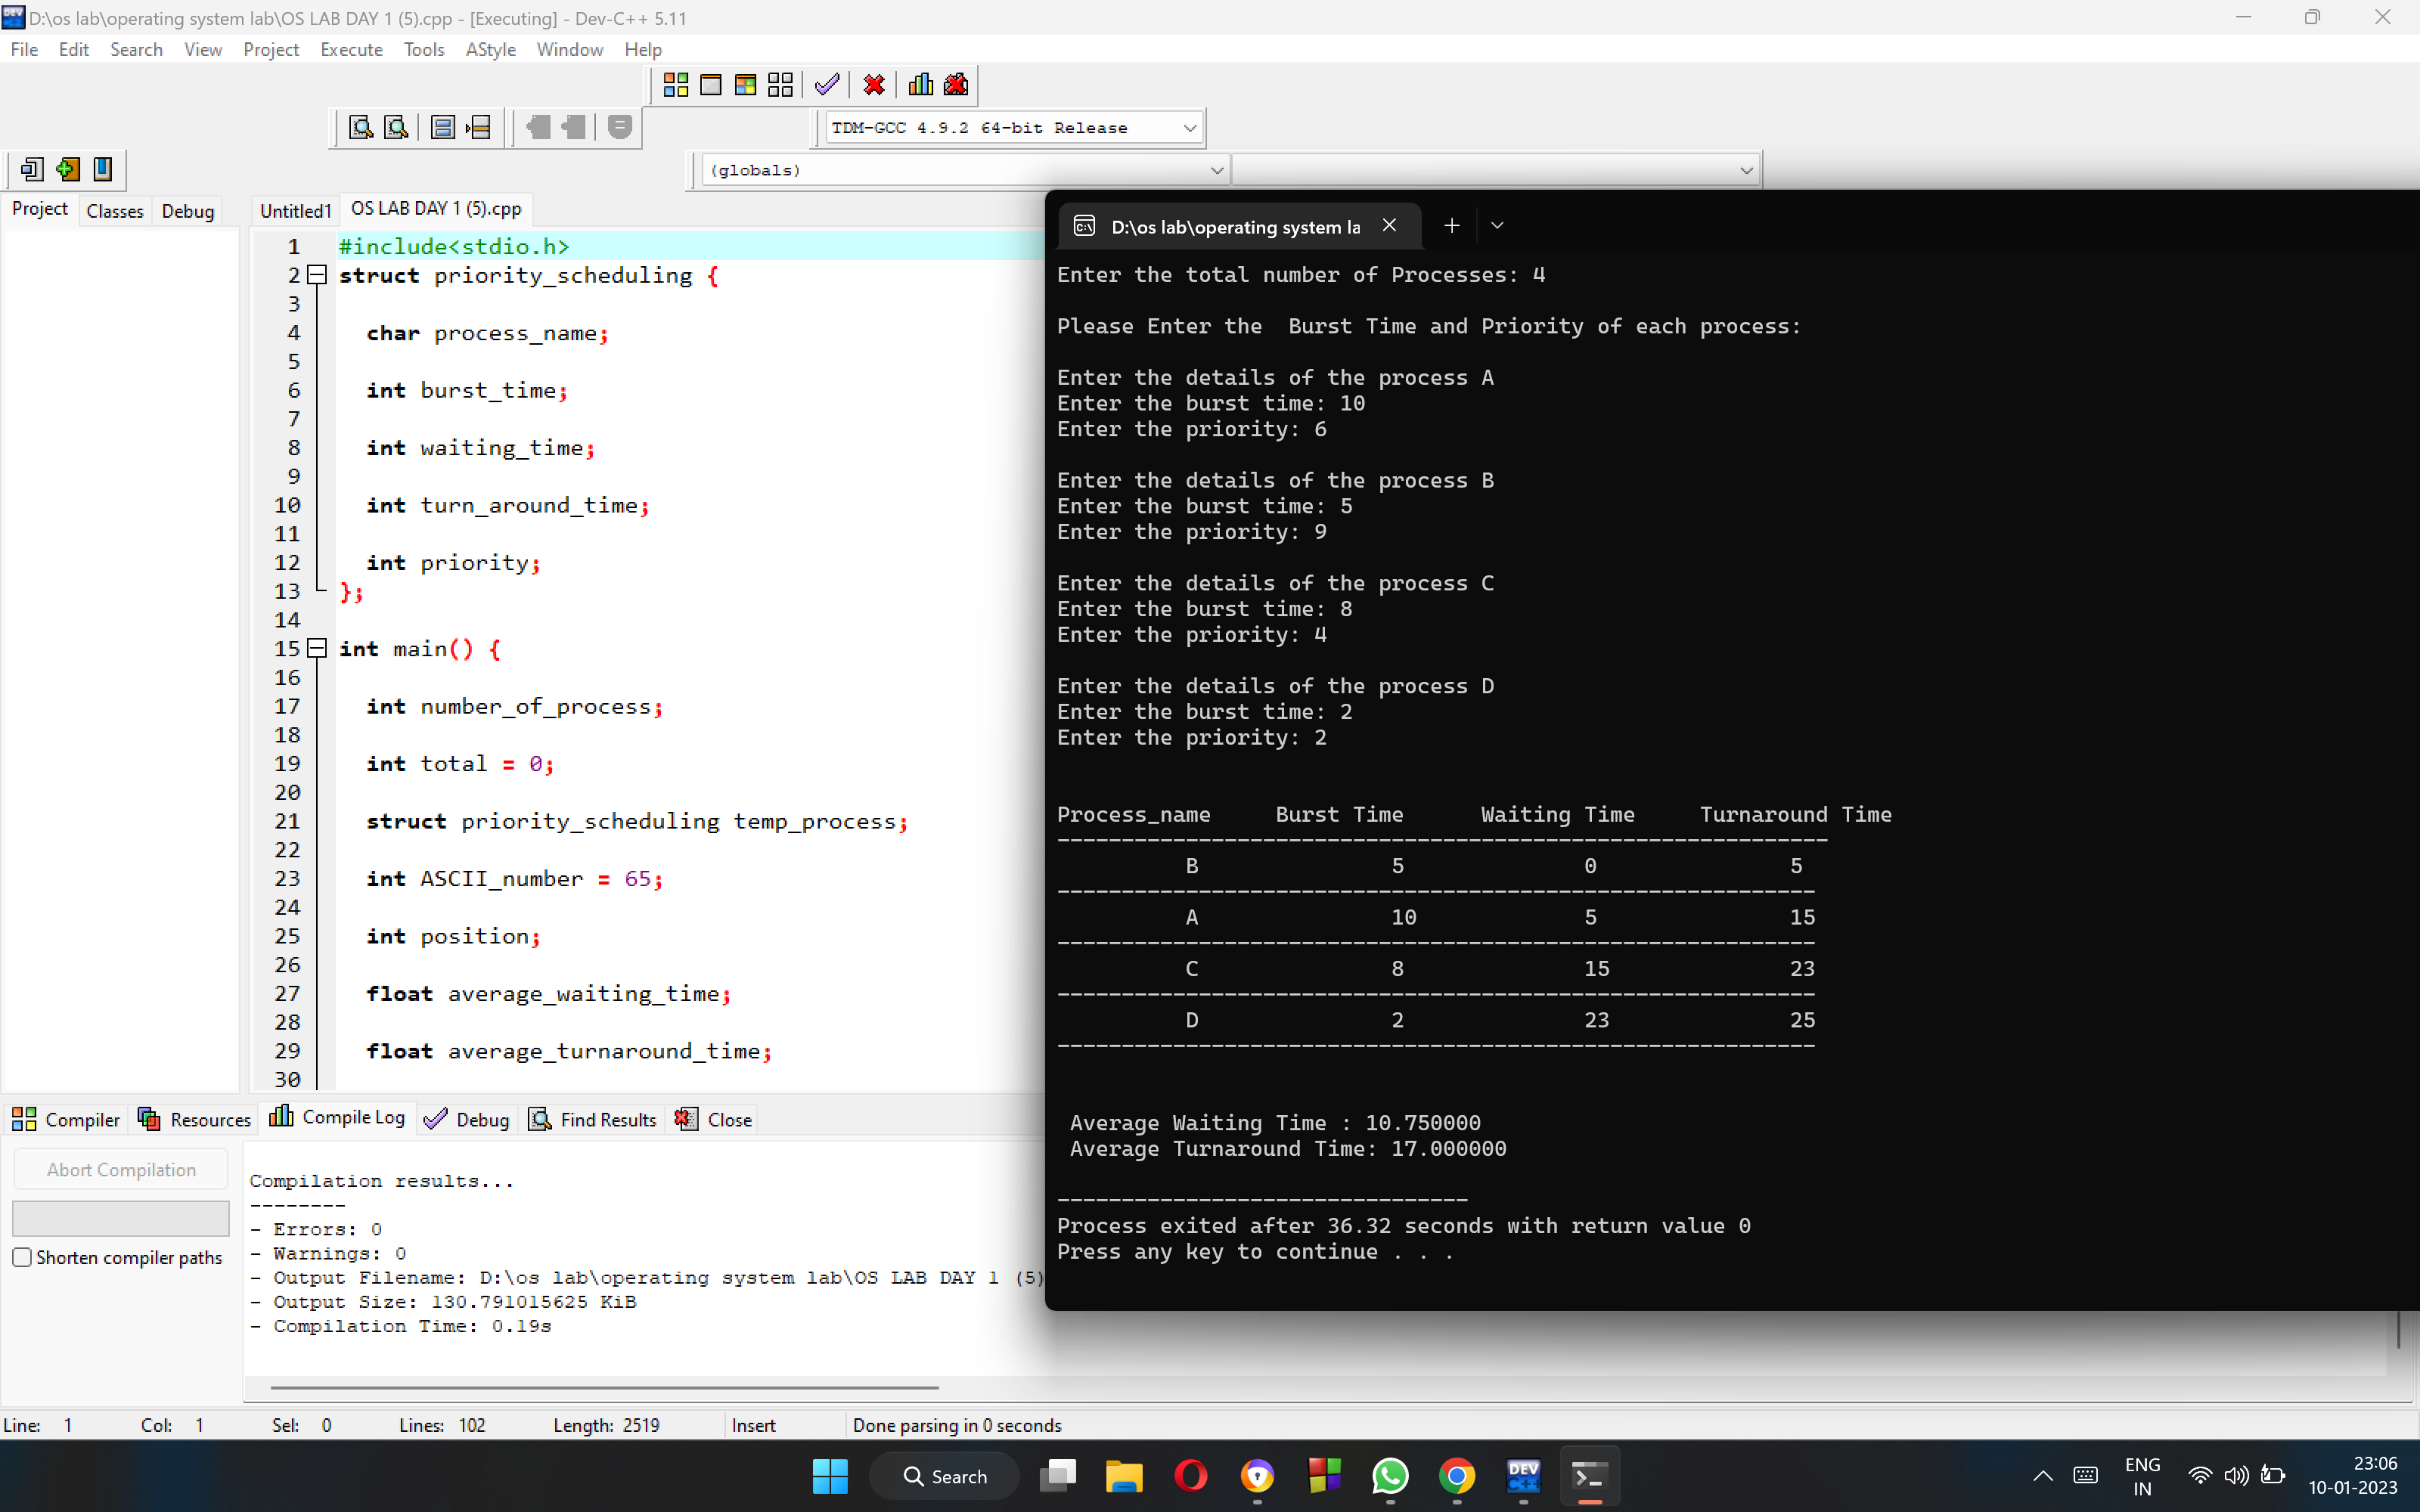 D:\os lab\operating system lab\OS LAB DAY 1 (5).cpp - [Executing] - Dev-C++ 5.11
File Edit Search View Project Execute Tools AStyle Window Help
TDM-GCC 4.9.2 64-bit Release
(globals)
Project Classes Debug
Untitled1 OS LAB DAY 1 (5).cpp
1 #include<stdio.h>
2 struct priority_scheduling {
3
4 char process_name;
5
6 int burst_time;
7
8 int waiting_time;
9
10 int turn_around_time;
11
12 int priority;
13 };
14
15 int main() {
16
17 int number_of_process;
18
19 int total = 0;
20
21 struct priority_scheduling temp_process;
22
23 int ASCII_number = 65;
24
25 int position;
26
27 float average_waiting_time;
28
29 float average_turnaround_time;
30
D:\os lab\operating system la
Enter the total number of Processes: 4
Please Enter the  Burst Time and Priority of each process:
Enter the details of the process A
Enter the burst time: 10
Enter the priority: 6
Enter the details of the process B
Enter the burst time: 5
Enter the priority: 9
Enter the details of the process C
Enter the burst time: 8
Enter the priority: 4
Enter the details of the process D
Enter the burst time: 2
Enter the priority: 2
Process_name Burst Time Waiting Time Turnaround Time
------------------------------------------------------------
B 5 0 5
-----------------------------------------------------------
A 10 5 15
-----------------------------------------------------------
C 8 15 23
-----------------------------------------------------------
D 2 23 25
-----------------------------------------------------------
Average Waiting Time : 10.750000
Average Turnaround Time: 17.000000
--------------------------------
Process exited after 36.32 seconds with return value 0
Press any key to continue . . .
Compiler Resources Compile Log Debug Find Results Close
Abort Compilation
Shorten compiler paths
Compilation results...
--------
- Errors: 0
- Warnings: 0
- Output Filename: D:\os lab\operating system lab\OS LAB DAY 1 (5)
- Output Size: 130.791015625 KiB
- Compilation Time: 0.19s
Line: 1 Col: 1 Sel: 0 Lines: 102 Length: 2519 Insert Done parsing in 0 seconds
Search
DEV C++
ENG
IN
23:06
10-01-2023